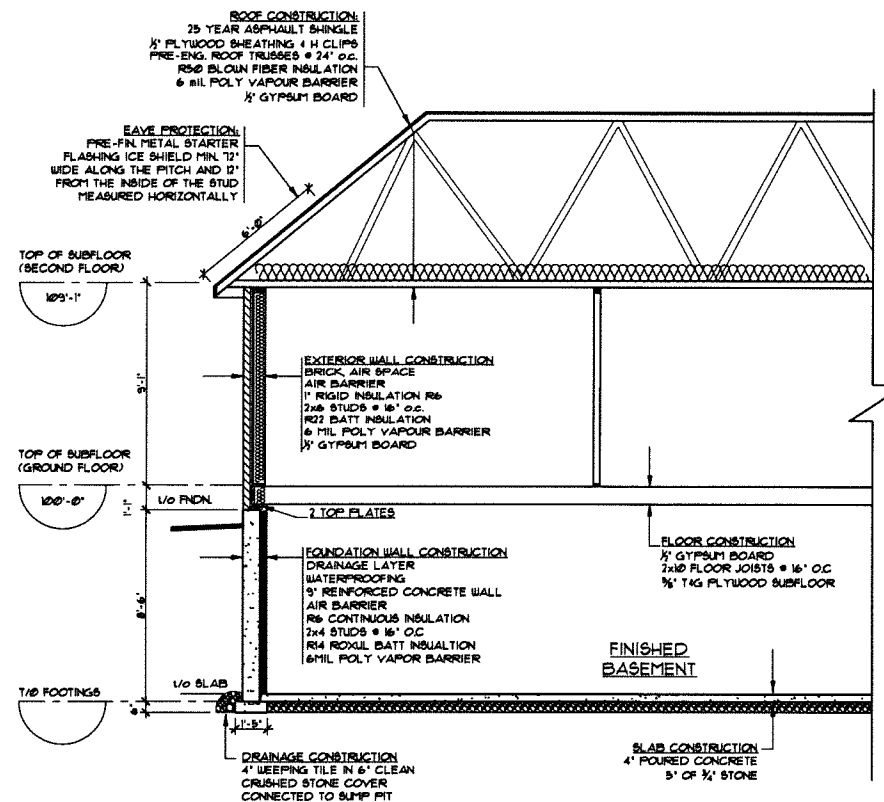 ROOF CONSTRUCTION:
25 YEAR ASPHAULT SHINGLE
½" PLYWOOD SHEATHING & H CLIPS
PRE-ENG. ROOF TRUSSES @ 24" o.c.
R50 BLOWN FIBER INSULATION
6 mil. POLY VAPOUR BARRIER
½" GYPSUM BOARD
EAVE PROTECTION:
PRE-FIN. METAL STARTER
FLASHING ICE SHIELD MIN. 72"
WIDE ALONG THE PITCH AND 12"
FROM THE INSIDE OF THE STUD
MEASURED HORIZONTALLY
6'-0"
TOP OF SUBFLOOR
(SECOND FLOOR)
109'-1"
9'-1"
EXTERIOR WALL CONSTRUCTION
BRICK, AIR SPACE
AIR BARRIER
1" RIGID INSULATION R6
2x6 STUDS @ 16" o.c.
R22 BATT INSULATION
6 MIL POLY VAPOUR BARRIER
½" GYPSUM BOARD
TOP OF SUBFLOOR
(GROUND FLOOR)
100'-0"
1'-1"
t/o FNDN.
2 TOP PLATES
FLOOR CONSTRUCTION
½" GYPSUM BOARD
2x10 FLOOR JOISTS @ 16" O.C
⅝" T&G PLYWOOD SUBFLOOR
FOUNDATION WALL CONSTRUCTION
DRAINAGE LAYER
WATERPROOFING
9" REINFORCED CONCRETE WALL
AIR BARRIER
R6 CONTINUOUS INSULATION
2x4 STUDS @ 16" O.C
R14 ROXUL BATT INSUALTION
6MIL POLY VAPOR BARRIER
8'-6"
FINISHED
BASEMENT
t/o SLAB
T/O FOOTINGS
6"
1'-5"
DRAINAGE CONSTRUCTION
4" WEEPING TILE IN 6" CLEAN
CRUSHED STONE COVER
CONNECTED TO SUMP PIT
SLAB CONSTRUCTION
4" POURED CONCRETE
5" OF ¾" STONE